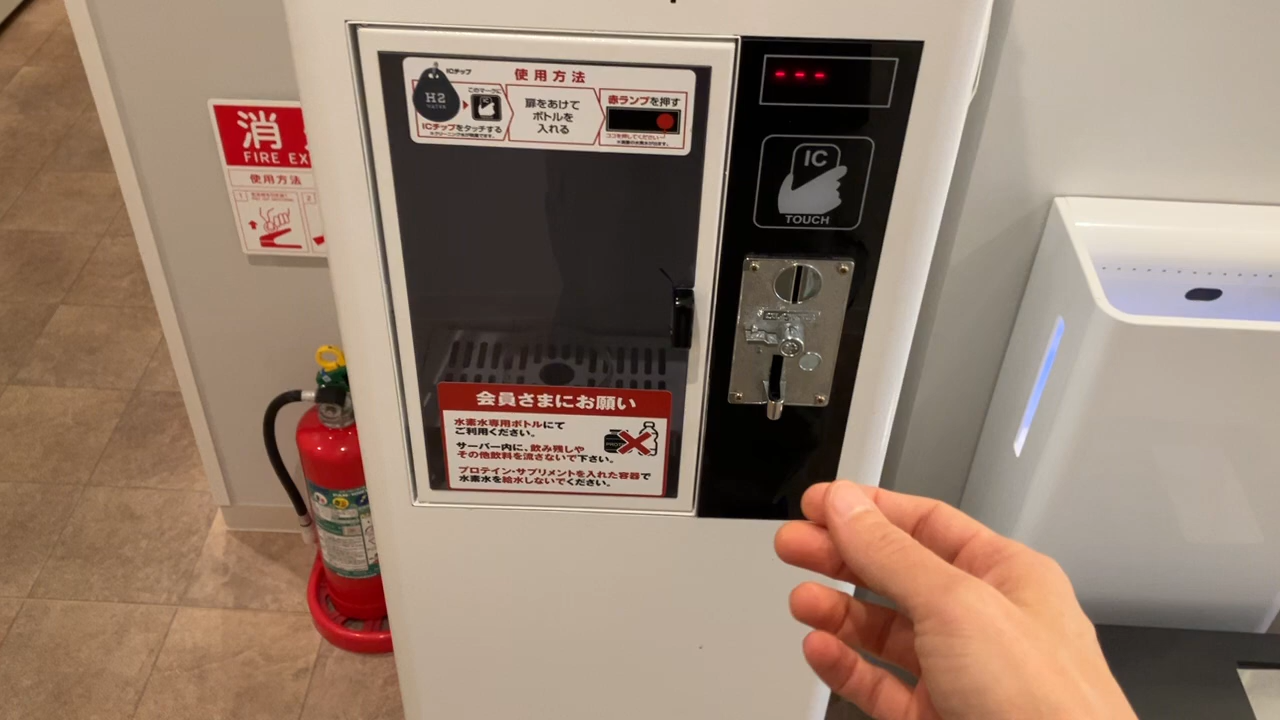 使用方法
ICチップ
H2
WATER
このマークに
ICチップをタッチする
扉をあけて
ボトルを
入れる
赤ランプを押す
ココを押してください
---
IC
TOUCH
消
FIRE EX
使用方法
1
2
会員さまにお願い
水素水専用ボトルにて
ご利用ください。
サーバー内に、飲み残しや
その他飲料を流さないで下さい。
プロテイン・サプリメントを入れた容器で
水素水を給水しないでください。